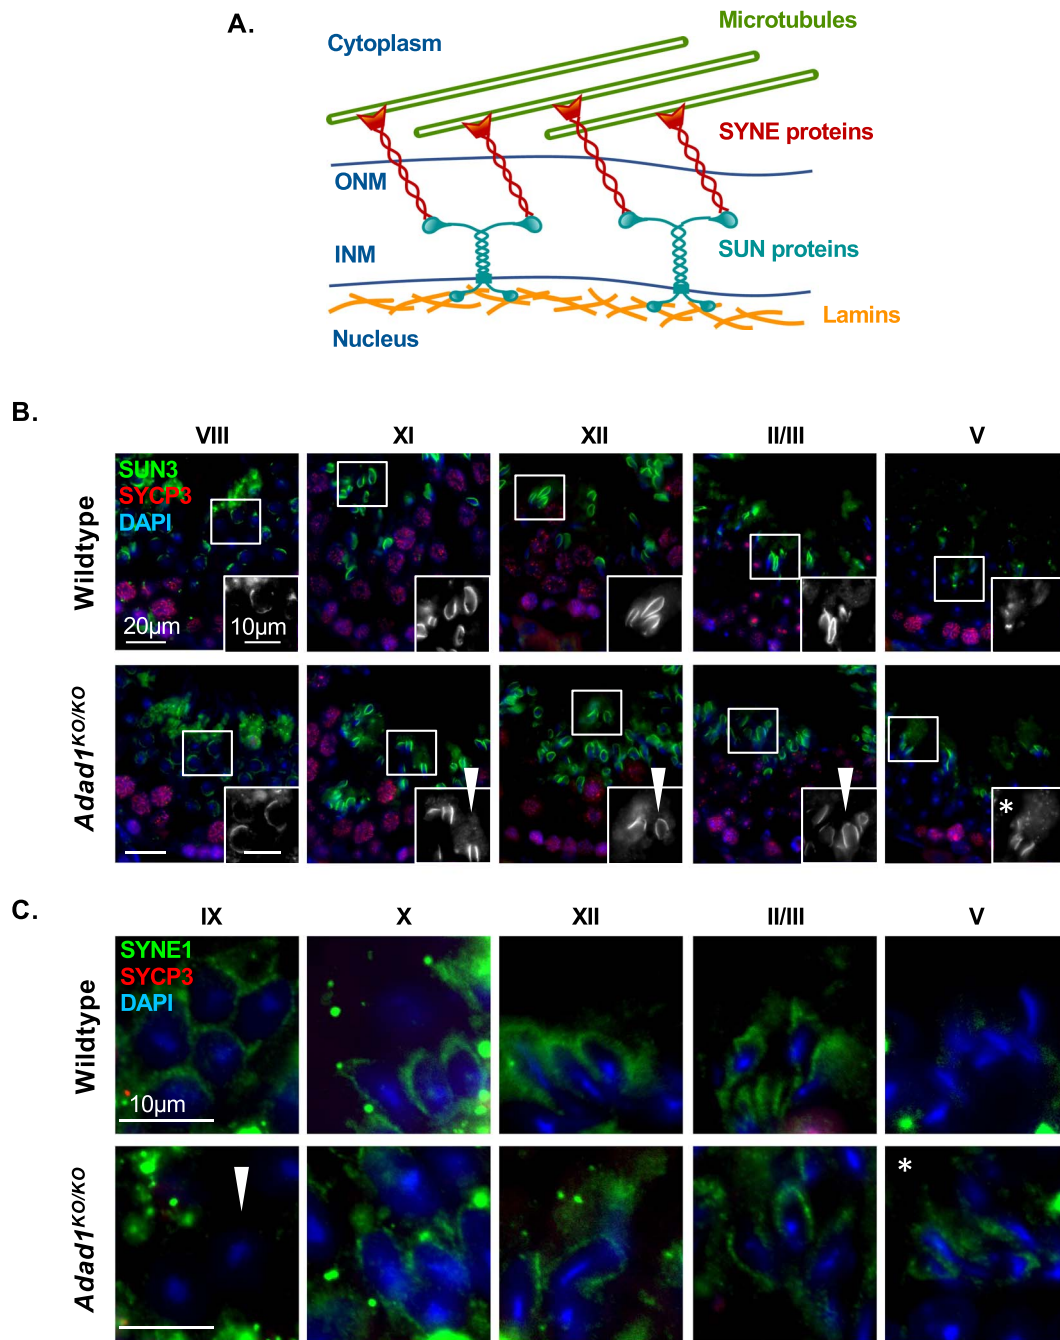 A.
Microtubules
Cytoplasm
SYNE proteins
ONM
SUN proteins
INM
Lamins
Nucleus
B.
VIII XI XII II/III V
Wildtype
SUN3
SYCP3
DAPI
20µm 10µm
Adad1KO/KO
*
C.
IX X XII II/III V
Wildtype
SYNE1
SYCP3
DAPI
10µm
Adad1KO/KO
*